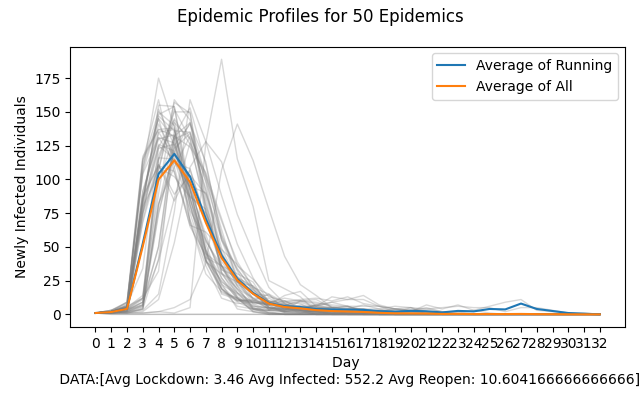 Epidemic Profiles for 50 Epidemics
Average of Running
Average of All
Newly Infected Individuals
175
150
125
100
75
50
25
0
0 1 2 3 4 5 6 7 8 9 10 11 12 13 14 15 16 17 18 19 20 21 22 23 24 25 26 27 28 29 30 31 32
Day
DATA:[Avg Lockdown: 3.46 Avg Infected: 552.2 Avg Reopen: 10.604166666666666]